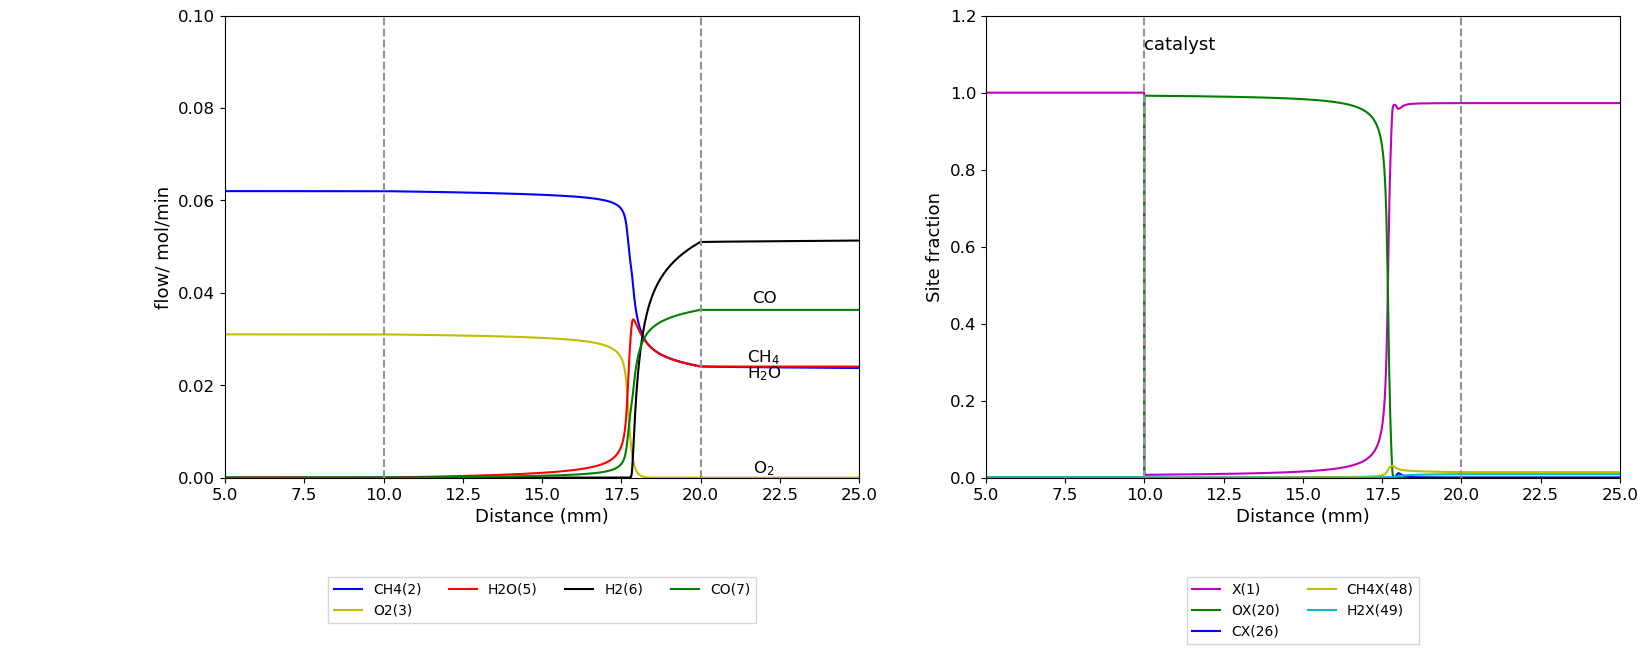 0.10
0.08
0.06
0.04
0.02
0.00
flow/ mol/min
CO
CH₄
H₂O
O₂
5.0 7.5 10.0 12.5 15.0 17.5 20.0 22.5 25.0
Distance (mm)
CH4(2) H2O(5) H2(6) CO(7)
O2(3)
1.2
1.0
0.8
0.6
0.4
0.2
0.0
Site fraction
catalyst
5.0 7.5 10.0 12.5 15.0 17.5 20.0 22.5 25.0
Distance (mm)
X(1) CH4X(48)
OX(20) H2X(49)
CX(26)